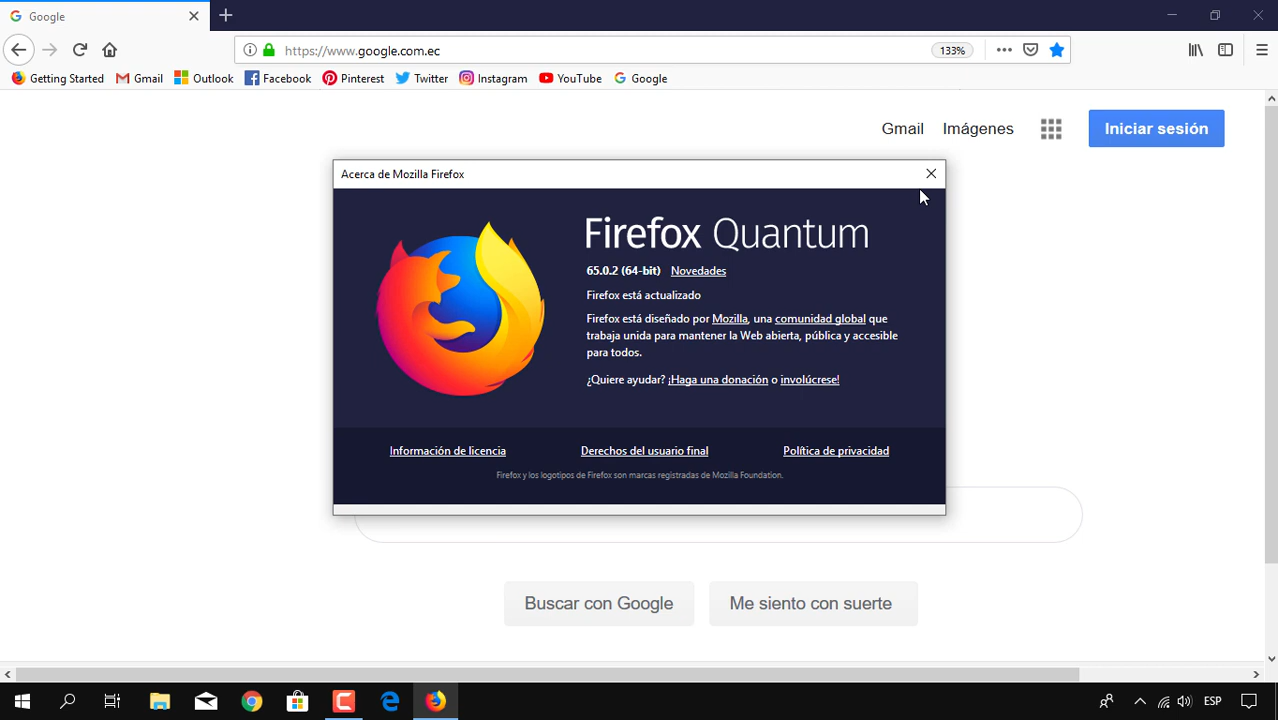 Google
https://www.google.com.ec
133%
Getting Started
Gmail
Outlook
Facebook
Pinterest
Twitter
Instagram
YouTube
Google
Gmail
Imágenes
Iniciar sesión
Acerca de Mozilla Firefox
Firefox Quantum
65.0.2 (64-bit) Novedades
Firefox está actualizado
Firefox está diseñado por Mozilla, una comunidad global que
trabaja unida para mantener la Web abierta, pública y accesible
para todos.
¿Quiere ayudar? ¡Haga una donación o involúcrese!
Información de licencia
Derechos del usuario final
Política de privacidad
Firefox y los logotipos de Firefox son marcas registradas de Mozilla Foundation.
Buscar con Google
Me siento con suerte
ESP